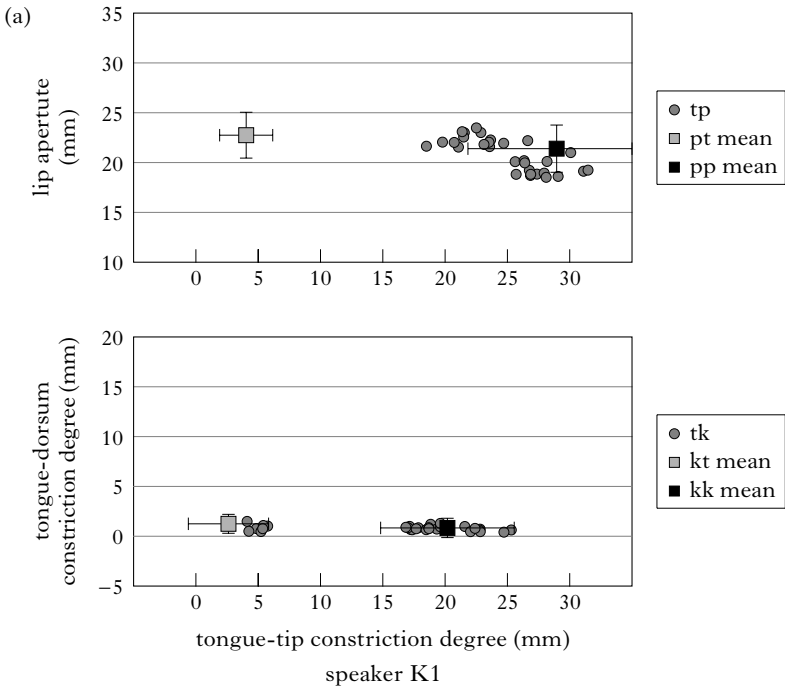 (a)
lip apertute
(mm)
35
30
25
20
15
10
0 5 10 15 20 25 30
tp
pt mean
pp mean
tongue-dorsum
constriction degree (mm)
20
15
10
5
0
−5
0 5 10 15 20 25 30
tk
kt mean
kk mean
tongue-tip constriction degree (mm)
speaker K1